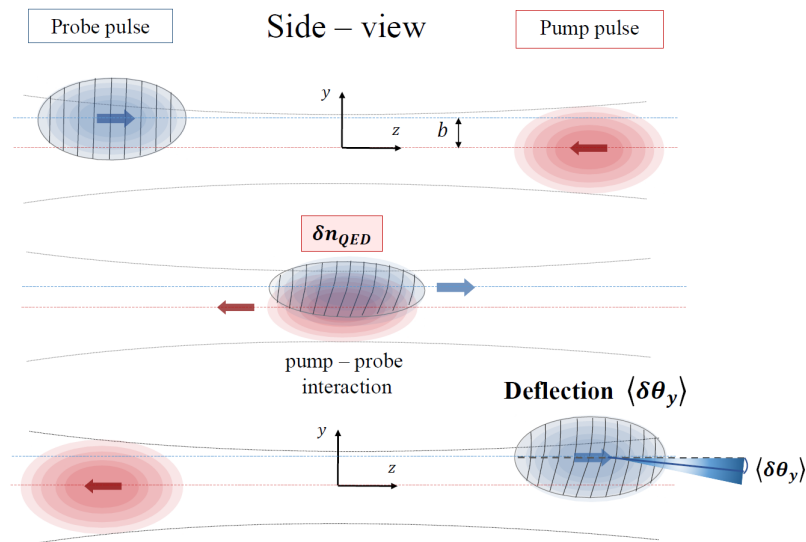 Probe pulse
Side – view
Pump pulse
y
z
b
δn_QED
pump – probe
interaction
Deflection ⟨δθ_y⟩
y
z
⟨δθ_y⟩